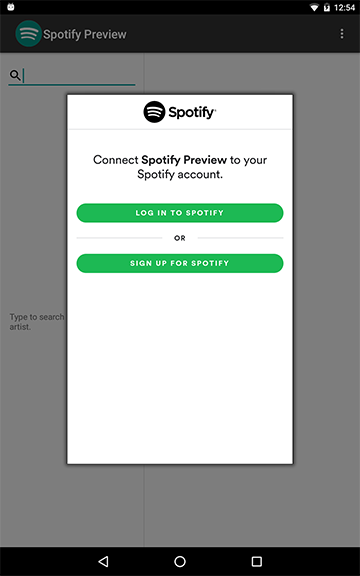 12:54
Spotify Preview
Spotify
Connect Spotify Preview to your
Spotify account.
LOG IN TO SPOTIFY
OR
SIGN UP FOR SPOTIFY
Type to search
artist.